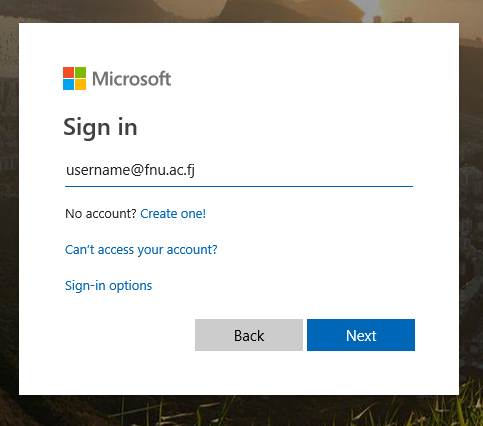 Microsoft
Sign in
username@fnu.ac.fj
No account? Create one!
Can't access your account?
Sign-in options
Back Next